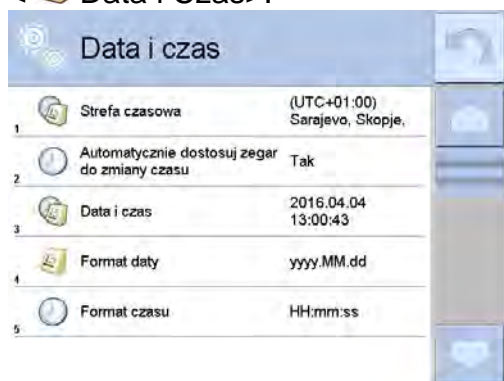 Data i czas
Strefa czasowa
(UTC+01:00)
Sarajevo, Skopje,
1
Automatycznie dostosuj zegar
do zmiany czasu
Tak
2
Data i czas
2016.04.04
13:00:43
3
Format daty
yyyy.MM.dd
4
Format czasu
HH:mm:ss
5